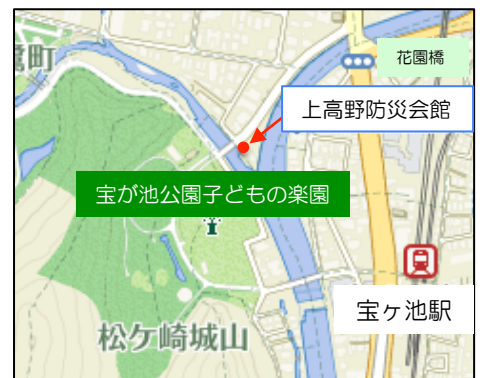 町
花園橋
上高野防災会館
宝が池公園子どもの楽園
宝ヶ池駅
松ケ崎城山